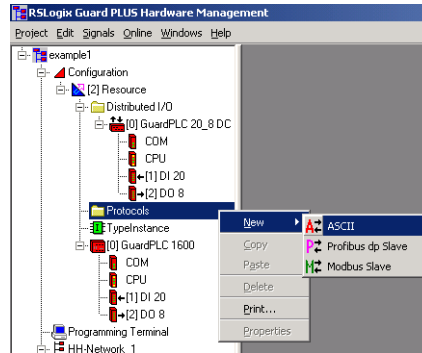 RSLogix Guard PLUS Hardware Management
Project Edit Signals Online Windows Help
example1
Configuration
[2] Resource
Distributed I/O
[0] GuardPLC 20_8 DC
COM
CPU
[1] DI 20
[2] DO 8
Protocols
TypeInstance
[0] GuardPLC 1600
COM
CPU
[1] DI 20
[2] DO 8
Programming Terminal
HH-Network_1
New
Copy
Paste
Delete
Print...
Properties
ASCII
Profibus dp Slave
Modbus Slave